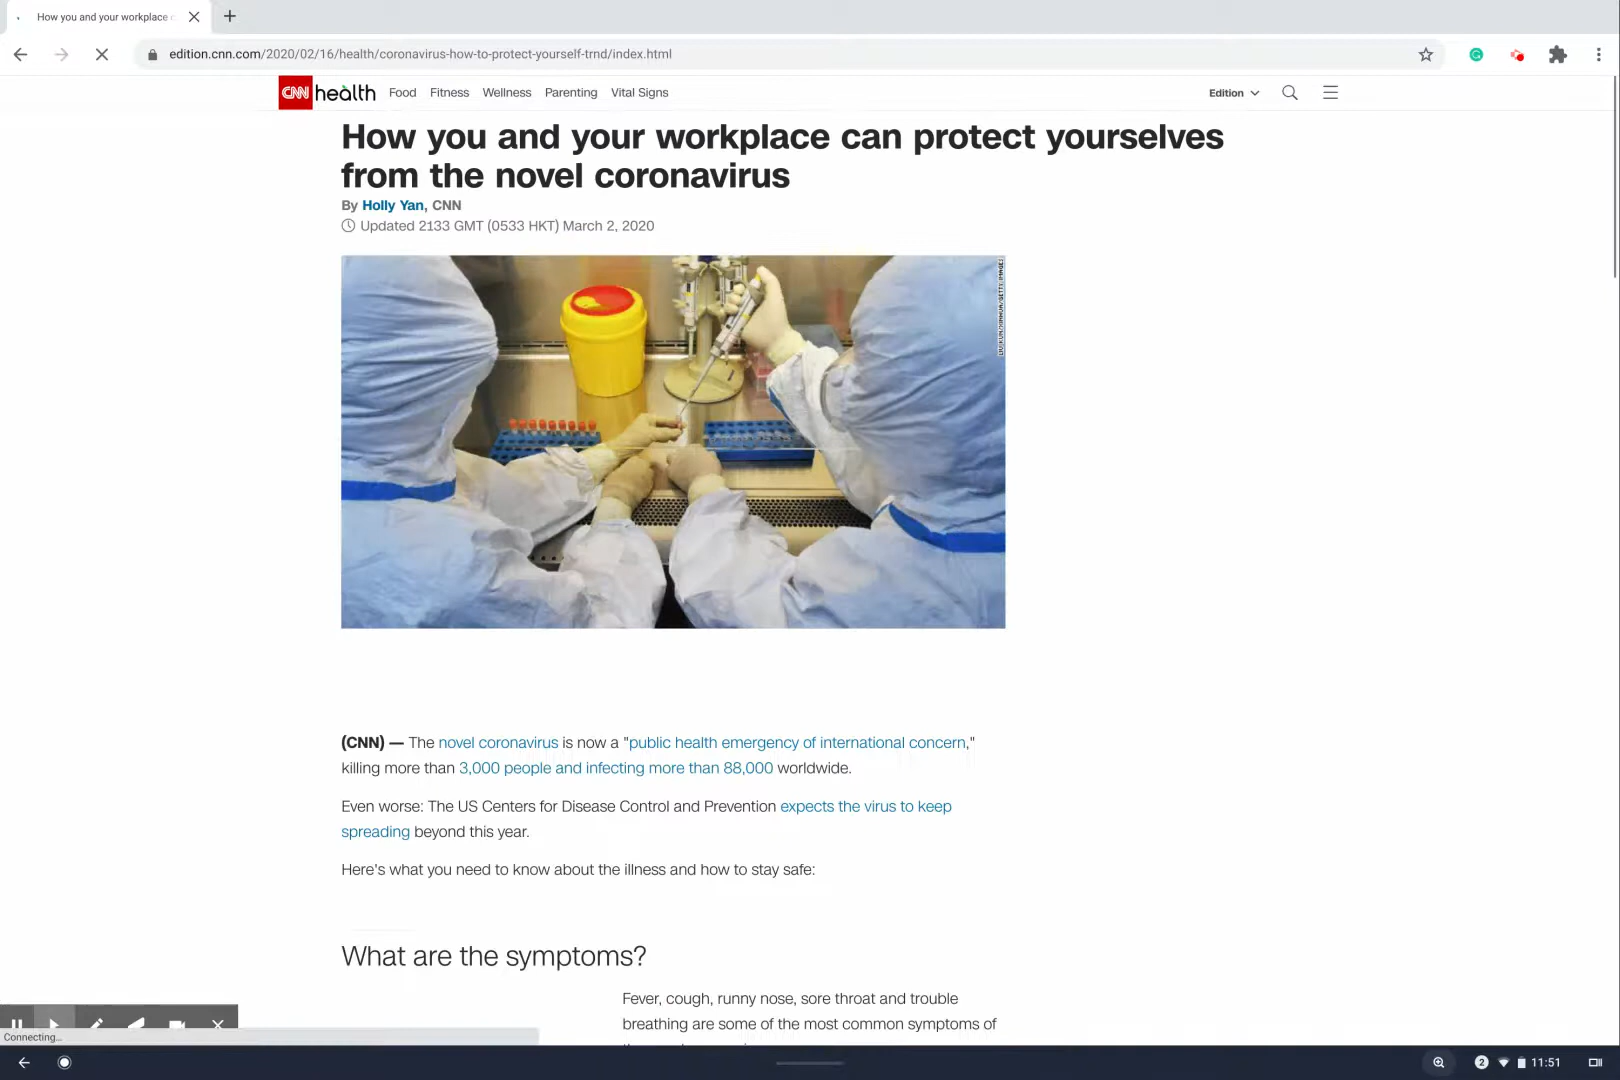 How you and your workplace c
edition.cnn.com/2020/02/16/health/coronavirus-how-to-protect-yourself-trnd/index.html
CNN health Food Fitness Wellness Parenting Vital Signs Edition
How you and your workplace can protect yourselves
from the novel coronavirus
By Holly Yan, CNN
Updated 2133 GMT (0533 HKT) March 2, 2020
(CNN) — The novel coronavirus is now a "public health emergency of international concern,"
killing more than 3,000 people and infecting more than 88,000 worldwide.
Even worse: The US Centers for Disease Control and Prevention expects the virus to keep
spreading beyond this year.
Here's what you need to know about the illness and how to stay safe:
What are the symptoms?
Fever, cough, runny nose, sore throat and trouble
breathing are some of the most common symptoms of
Connecting...
2 11:51